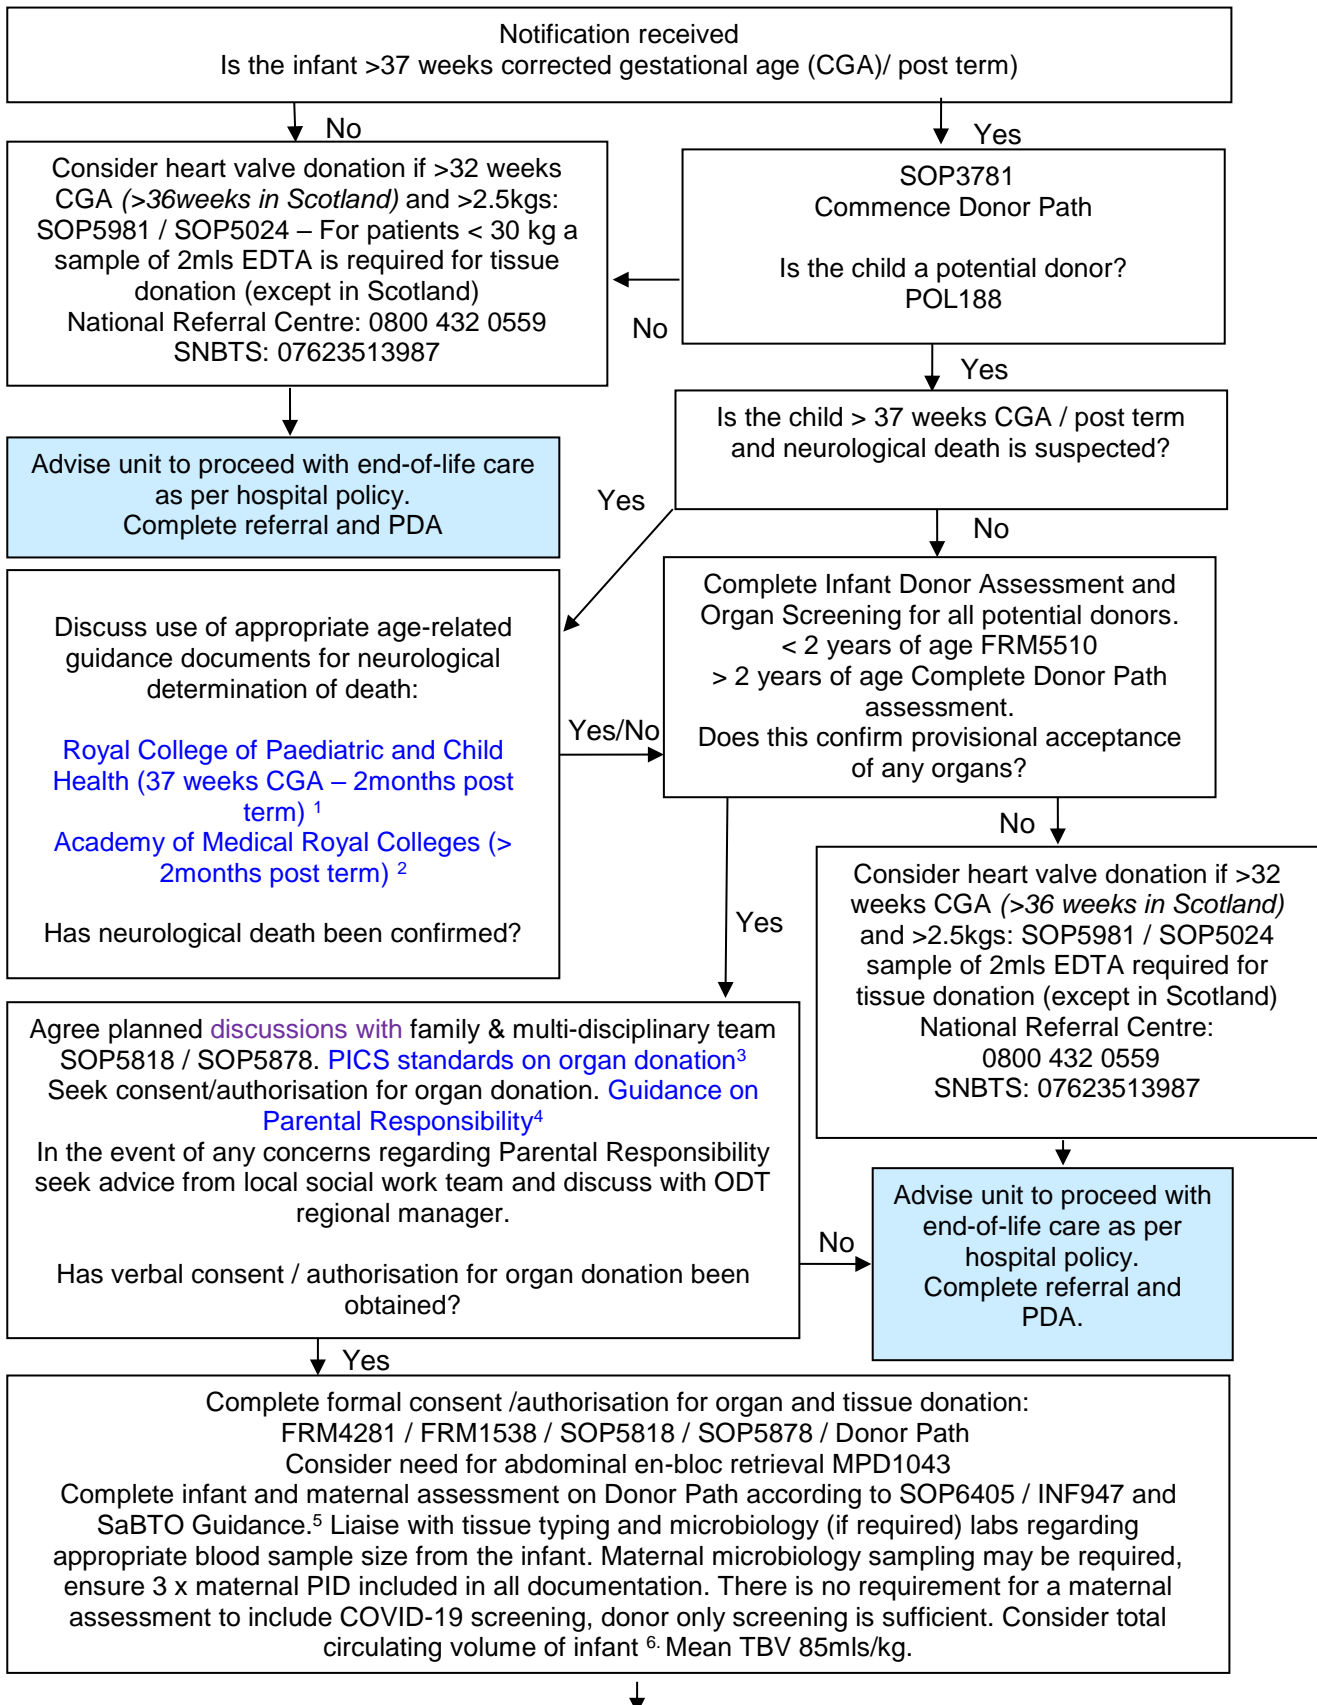 Notification received
Is the infant >37 weeks corrected gestational age (CGA)/ post term)
No
Yes
Consider heart valve donation if >32 weeks
CGA (>36weeks in Scotland) and >2.5kgs:
SOP5981 / SOP5024 – For patients < 30 kg a
sample of 2mls EDTA is required for tissue
donation (except in Scotland)
National Referral Centre: 0800 432 0559
SNBTS: 07623513987
SOP3781
Commence Donor Path
Is the child a potential donor?
POL188
No
Yes
Is the child > 37 weeks CGA / post term
and neurological death is suspected?
Advise unit to proceed with end-of-life care
as per hospital policy.
Complete referral and PDA
Yes
No
Discuss use of appropriate age-related
guidance documents for neurological
determination of death:
Royal College of Paediatric and Child
Health (37 weeks CGA – 2months post
term) 1
Academy of Medical Royal Colleges (>
2months post term) 2
Has neurological death been confirmed?
Yes/No
Complete Infant Donor Assessment and
Organ Screening for all potential donors.
< 2 years of age FRM5510
> 2 years of age Complete Donor Path
assessment.
Does this confirm provisional acceptance
of any organs?
No
Yes
Consider heart valve donation if >32
weeks CGA (>36 weeks in Scotland)
and >2.5kgs: SOP5981 / SOP5024
sample of 2mls EDTA required for
tissue donation (except in Scotland)
National Referral Centre:
0800 432 0559
SNBTS: 07623513987
Agree planned discussions with family & multi-disciplinary team
SOP5818 / SOP5878. PICS standards on organ donation3
Seek consent/authorisation for organ donation. Guidance on
Parental Responsibility4
In the event of any concerns regarding Parental Responsibility
seek advice from local social work team and discuss with ODT
regional manager.
Has verbal consent / authorisation for organ donation been
obtained?
No
Advise unit to proceed with
end-of-life care as per
hospital policy.
Complete referral and
PDA.
Yes
Complete formal consent /authorisation for organ and tissue donation:
FRM4281 / FRM1538 / SOP5818 / SOP5878 / Donor Path
Consider need for abdominal en-bloc retrieval MPD1043
Complete infant and maternal assessment on Donor Path according to SOP6405 / INF947 and
SaBTO Guidance.5 Liaise with tissue typing and microbiology (if required) labs regarding
appropriate blood sample size from the infant. Maternal microbiology sampling may be required,
ensure 3 x maternal PID included in all documentation. There is no requirement for a maternal
assessment to include COVID-19 screening, donor only screening is sufficient. Consider total
circulating volume of infant 6. Mean TBV 85mls/kg.